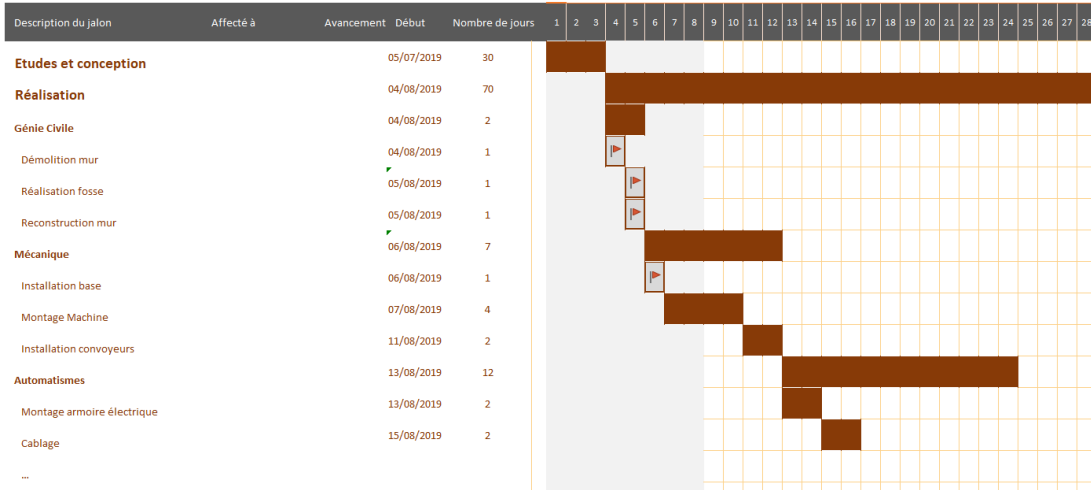 Description du jalon Affecté à Avancement Début Nombre de jours 1 2 3 4 5 6 7 8 9 10 11 12 13 14 15 16 17 18 19 20 21 22 23 24 25 26 27 28
Etudes et conception 05/07/2019 30
Réalisation 04/08/2019 70
Génie Civile 04/08/2019 2
Démolition mur 04/08/2019 1
Réalisation fosse 05/08/2019 1
Reconstruction mur 05/08/2019 1
Mécanique 06/08/2019 7
Installation base 06/08/2019 1
Montage Machine 07/08/2019 4
Installation convoyeurs 11/08/2019 2
Automatismes 13/08/2019 12
Montage armoire électrique 13/08/2019 2
Cablage 15/08/2019 2
...